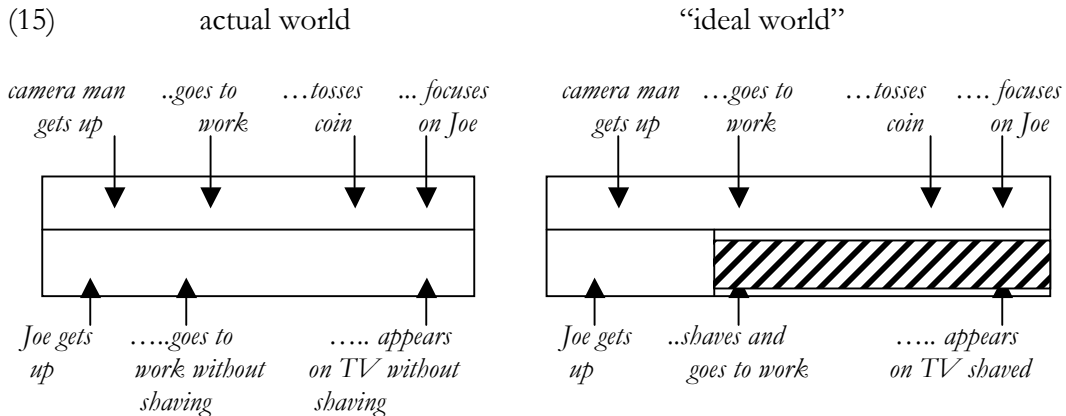 (15) actual world “ideal world”
camera man ..goes to …tosses ... focuses camera man …goes to …tosses …. focuses
gets up work coin on Joe gets up work coin on Joe
Joe gets …..goes to ….. appears Joe gets ..shaves and ….. appears
up work without on TV without up goes to work on TV shaved
shaving shaving